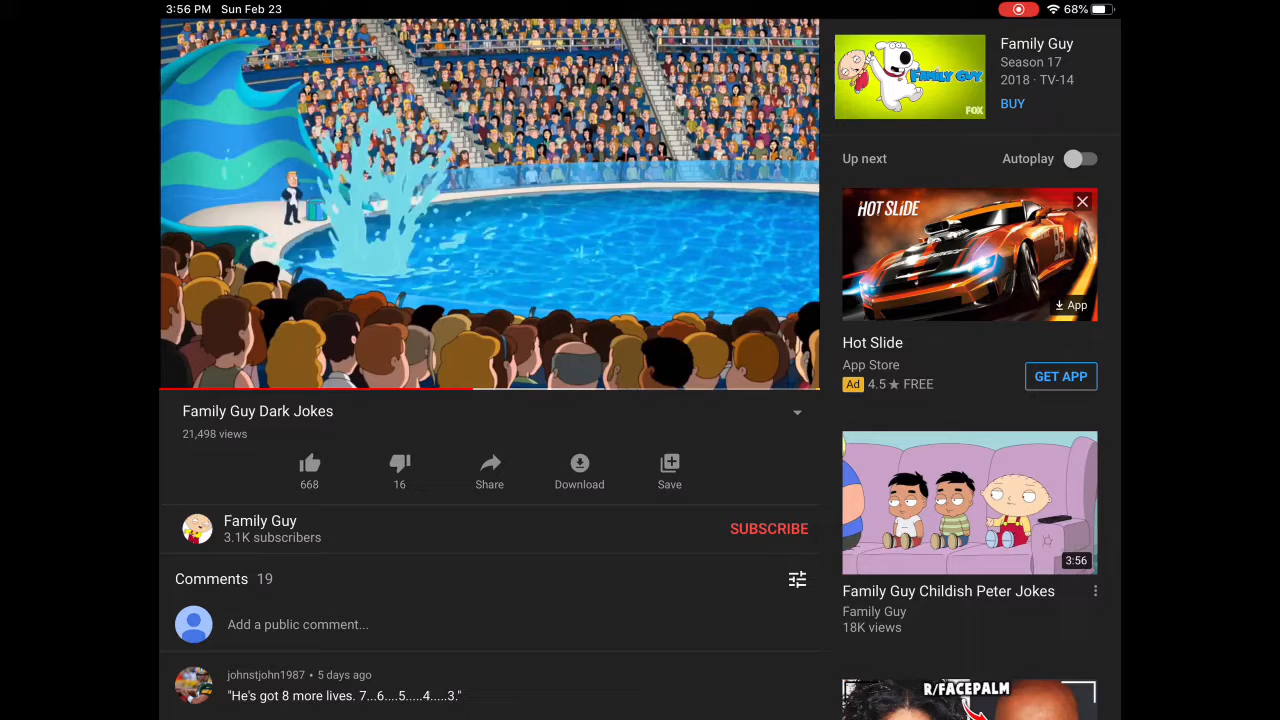 3:56 PM Sun Feb 23
68%
FAMILY GUY
FOX
Family Guy
Season 17
2018 · TV-14
BUY
Up next
Autoplay
HOT SLIDE
App
Hot Slide
App Store
Ad 4.5 ★ FREE
GET APP
Family Guy Dark Jokes
21,498 views
668
16
Share
Download
Save
Family Guy
3.1K subscribers
SUBSCRIBE
Comments 19
Add a public comment...
johnstjohn1987 • 5 days ago
"He's got 8 more lives. 7...6....5.....4.....3."
3:56
Family Guy Childish Peter Jokes
Family Guy
18K views
R/FACEPALM